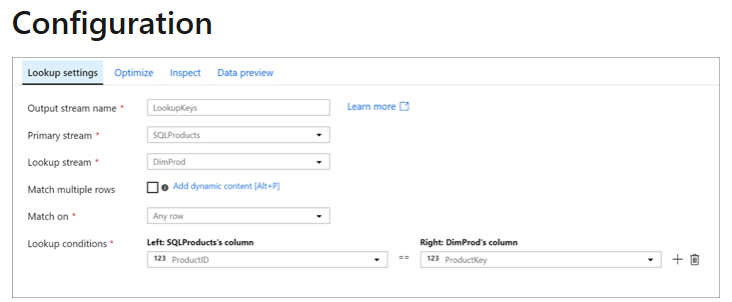 Configuration
Lookup settings Optimize Inspect Data preview
Output stream name * LookupKeys Learn more
Primary stream * SQLProducts
Lookup stream * DimProd
Match multiple rows Add dynamic content [Alt+P]
Match on * Any row
Lookup conditions * Left: SQLProducts's column Right: DimProd's column
123 ProductID == 123 ProductKey